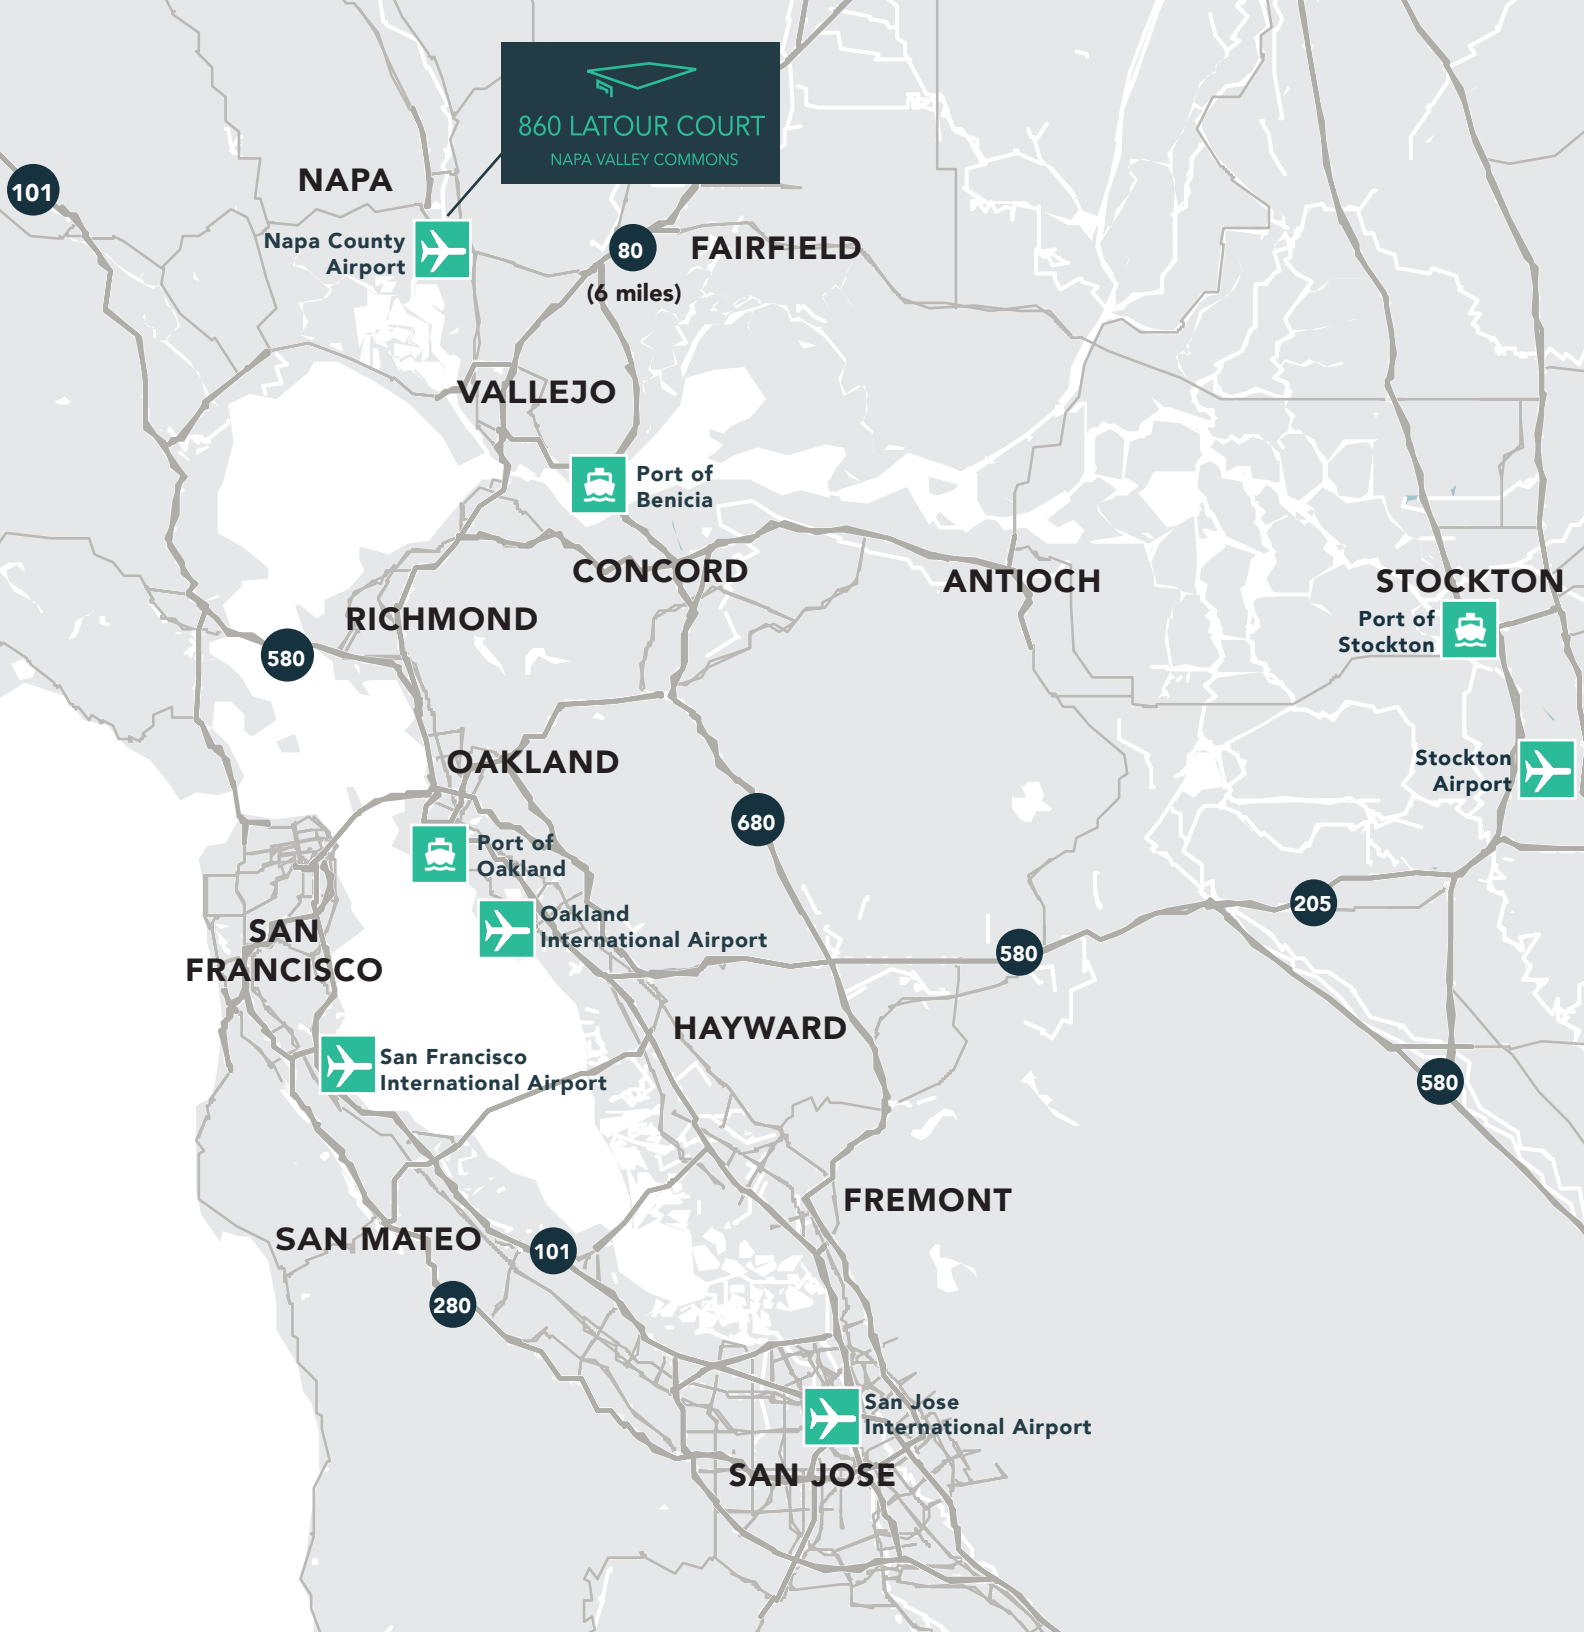 860 LATOUR COURT
NAPA VALLEY COMMONS
NAPA
101
Napa County
Airport
80
FAIRFIELD
(6 miles)
VALLEJO
Port of
Benicia
CONCORD
ANTIOCH
STOCKTON
Port of
Stockton
RICHMOND
580
OAKLAND
Stockton
Airport
680
Port of
Oakland
205
Oakland
International Airport
SAN
FRANCISCO
580
HAYWARD
San Francisco
International Airport
580
FREMONT
SAN MATEO
101
280
San Jose
International Airport
SAN JOSE